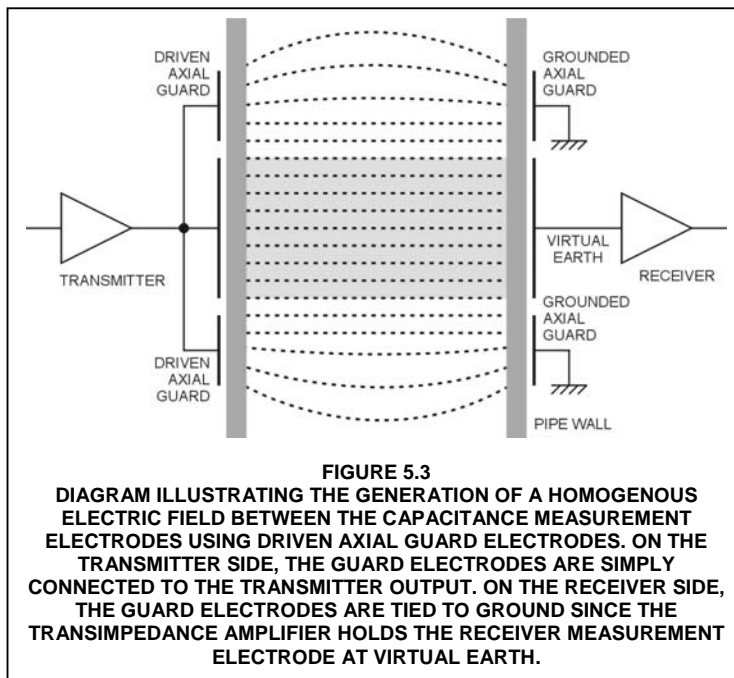 DRIVEN
AXIAL
GUARD
GROUNDED
AXIAL
GUARD
TRANSMITTER
VIRTUAL
EARTH
RECEIVER
DRIVEN
AXIAL
GUARD
GROUNDED
AXIAL
GUARD
PIPE WALL
FIGURE 5.3
DIAGRAM ILLUSTRATING THE GENERATION OF A HOMOGENOUS
ELECTRIC FIELD BETWEEN THE CAPACITANCE MEASUREMENT
ELECTRODES USING DRIVEN AXIAL GUARD ELECTRODES. ON THE
TRANSMITTER SIDE, THE GUARD ELECTRODES ARE SIMPLY
CONNECTED TO THE TRANSMITTER OUTPUT. ON THE RECEIVER SIDE,
THE GUARD ELECTRODES ARE TIED TO GROUND SINCE THE
TRANSIMPEDANCE AMPLIFIER HOLDS THE RECEIVER MEASUREMENT
ELECTRODE AT VIRTUAL EARTH.